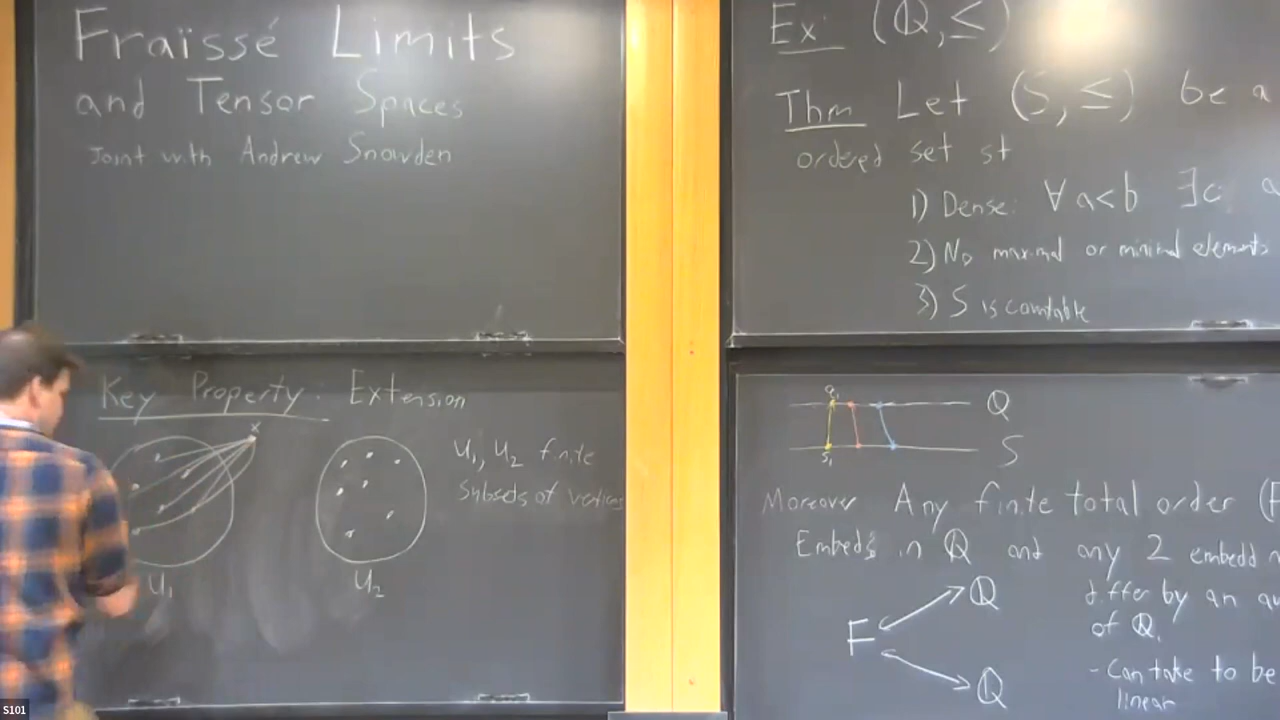 Fraïssé Limits
and Tensor Spaces
Joint with Andrew Snowden
Key Property: Extension
x
U₁, U₂ finite
subsets of vertices
U₁
U₂
Ex: (ℚ, ≤)
Thm Let (S, ≤) be a
ordered set st
1) Dense: ∀ a<b ∃c a
2) No maximal or minimal elements
3) S is countable
q₁
ℚ
s₁
S
Moreover Any finite total order (F
Embeds in ℚ and any 2 embedd
differ by an au
of ℚ.
F
ℚ
ℚ
- Can take to be
linear
S101